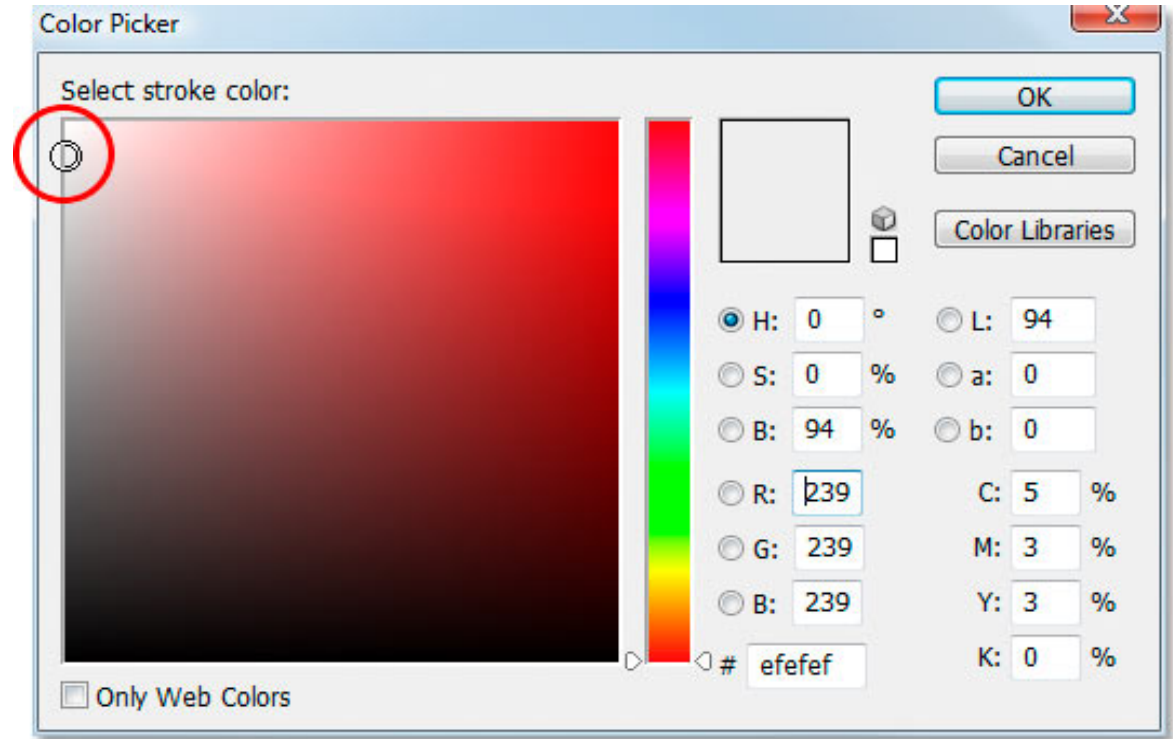 Color Picker
Select stroke color:
OK
Cancel
Color Libraries
H: 0 °
S: 0 %
B: 94 %
R: 239
G: 239
B: 239
# efefef
L: 94
a: 0
b: 0
C: 5 %
M: 3 %
Y: 3 %
K: 0 %
Only Web Colors